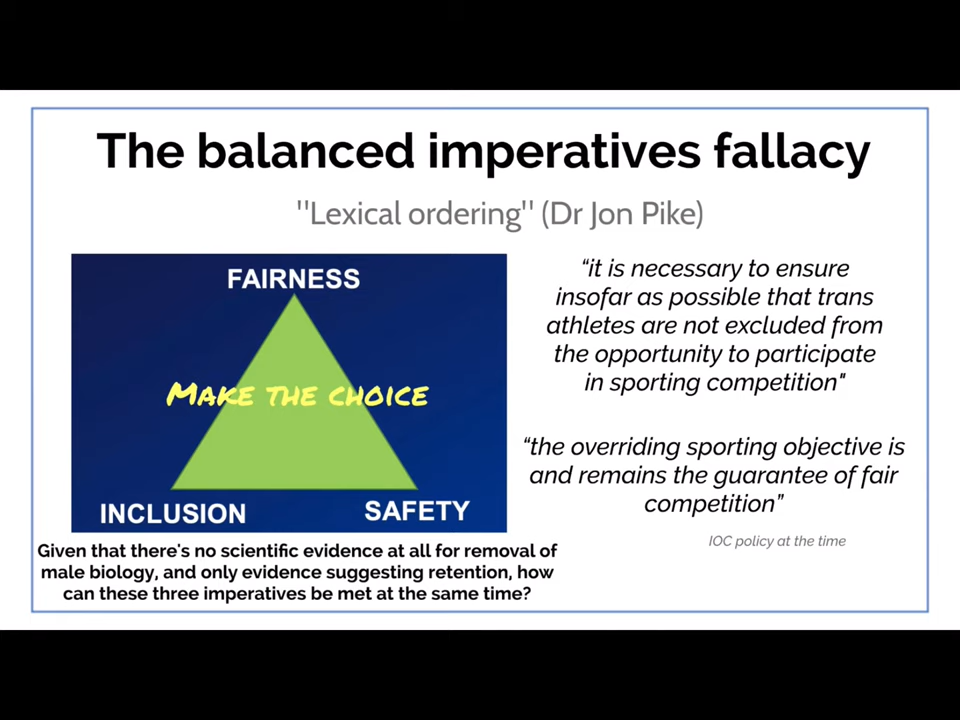 The balanced imperatives fallacy
"Lexical ordering" (Dr Jon Pike)
FAIRNESS
MAKE THE CHOICE
INCLUSION
SAFETY
Given that there's no scientific evidence at all for removal of
male biology, and only evidence suggesting retention, how
can these three imperatives be met at the same time?
“it is necessary to ensure
insofar as possible that trans
athletes are not excluded from
the opportunity to participate
in sporting competition"
“the overriding sporting objective is
and remains the guarantee of fair
competition”
IOC policy at the time